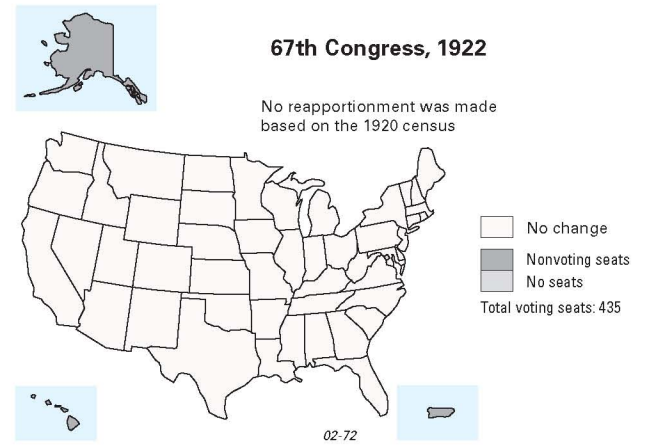 67th Congress, 1922
No reapportionment was made
based on the 1920 census
No change
Nonvoting seats
No seats
Total voting seats: 435
02-72